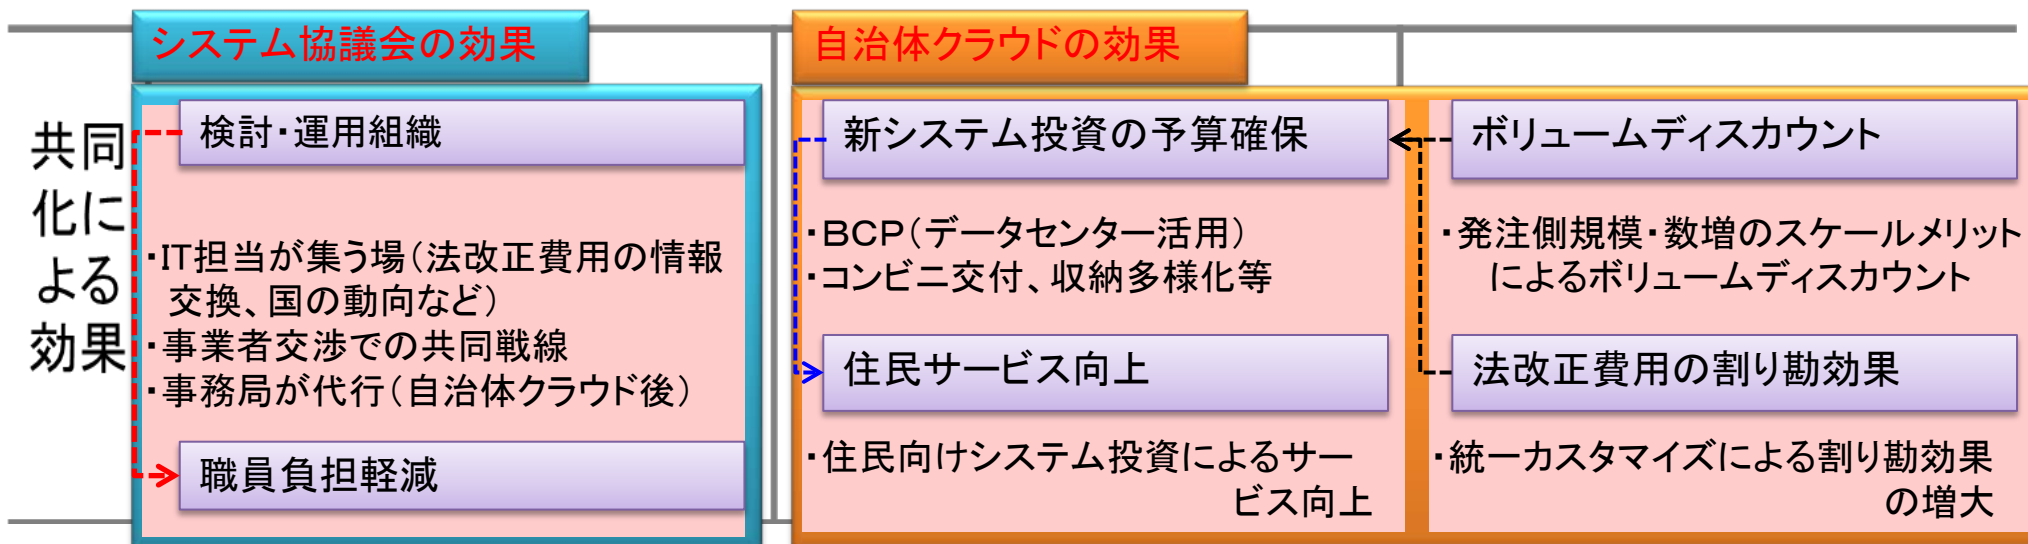 共同
化に
よる
効果
システム協議会の効果
検討・運用組織
・IT担当が集う場（法改正費用の情報
交換、国の動向など）
・事業者交渉での共同戦線
・事務局が代行（自治体クラウド後）
職員負担軽減
自治体クラウドの効果
新システム投資の予算確保
・BCP（データセンター活用）
・コンビニ交付、収納多様化等
住民サービス向上
・住民向けシステム投資によるサー
ビス向上
ボリュームディスカウント
・発注側規模・数増のスケールメリット
によるボリュームディスカウント
法改正費用の割り勘効果
・統一カスタマイズによる割り勘効果
の増大